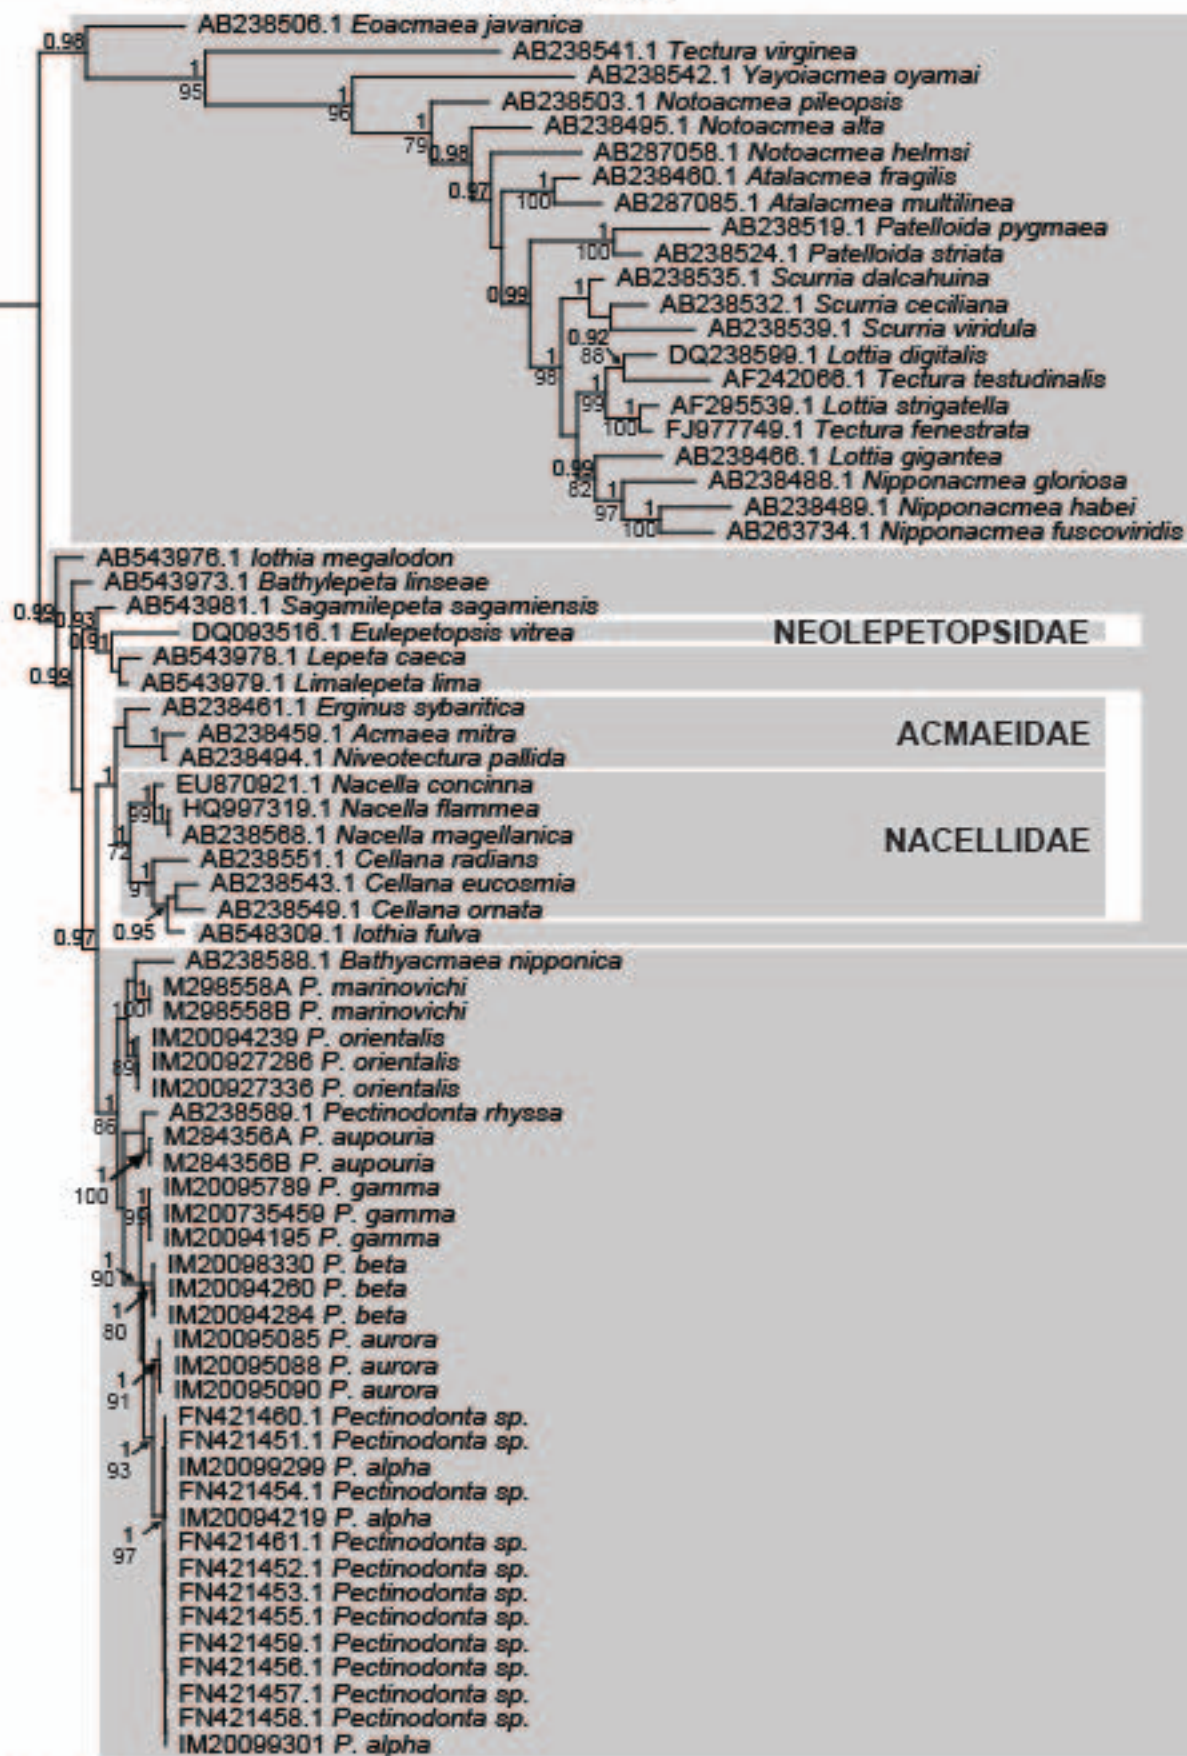 AB238506.1 Eoacmaea javanica
0.98
AB238541.1 Tectura virginea
1
95
AB238542.1 Yayoiacmea oyamai
1
96
AB238503.1 Notoacmea pileopsis
1
79
AB238495.1 Notoacmea alta
0.98
AB287058.1 Notoacmea helmsi
0.97
AB238460.1 Atalacmea fragilis
1
100
AB287085.1 Atalacmea multilinea
AB238519.1 Patelloida pygmaea
1
100
AB238524.1 Patelloida striata
0.99
AB238535.1 Scurria dalcahuina
1
AB238532.1 Scurria ceciliana
AB238539.1 Scurria viridula
0.92
1
98
88
DQ238599.1 Lottia digitalis
AF242066.1 Tectura testudinalis
1
99
AF295539.1 Lottia strigatella
1
100
FJ977749.1 Tectura fenestrata
AB238466.1 Lottia gigantea
0.99
82
AB238488.1 Nipponacmea gloriosa
1
97
AB238489.1 Nipponacmea habei
1
100
AB263734.1 Nipponacmea fuscoviridis
AB543976.1 Iothia megalodon
AB543973.1 Bathylepeta linseae
0.99
AB543981.1 Sagamilepeta sagamiensis
0.93
DQ093516.1 Eulepetopsis vitrea
NEOLEPETOPSIDAE
0.91
AB543978.1 Lepeta caeca
0.99
AB543979.1 Limalepeta lima
AB238461.1 Erginus sybaritica
AB238459.1 Acmaea mitra
ACMAEIDAE
1
AB238494.1 Niveotectura pallida
1
EU870921.1 Nacella concinna
1
99
HQ997319.1 Nacella flammea
1
AB238568.1 Nacella magellanica
NACELLIDAE
1
72
AB238551.1 Cellana radians
1
AB238543.1 Cellana eucosmia
AB238549.1 Cellana ornata
0.95
AB548309.1 Iothia fulva
0.97
AB238588.1 Bathyacmaea nipponica
M298558A P. marinovichi
1
100
M298558B P. marinovichi
IM20094239 P. orientalis
1
89
IM200927286 P. orientalis
IM200927336 P. orientalis
1
86
AB238589.1 Pectinodonta rhyssa
M284356A P. aupouria
M284356B P. aupouria
1
100
IM20095789 P. gamma
1
99
IM200735459 P. gamma
IM20094195 P. gamma
1
90
IM20098330 P. beta
IM20094260 P. beta
1
80
IM20094284 P. beta
IM20095085 P. aurora
IM20095088 P. aurora
1
91
IM20095090 P. aurora
FN421460.1 Pectinodonta sp.
1
93
FN421451.1 Pectinodonta sp.
IM20099299 P. alpha
FN421454.1 Pectinodonta sp.
IM20094219 P. alpha
1
97
FN421461.1 Pectinodonta sp.
FN421452.1 Pectinodonta sp.
FN421453.1 Pectinodonta sp.
FN421455.1 Pectinodonta sp.
FN421459.1 Pectinodonta sp.
FN421456.1 Pectinodonta sp.
FN421457.1 Pectinodonta sp.
FN421458.1 Pectinodonta sp.
IM20099301 P. alpha